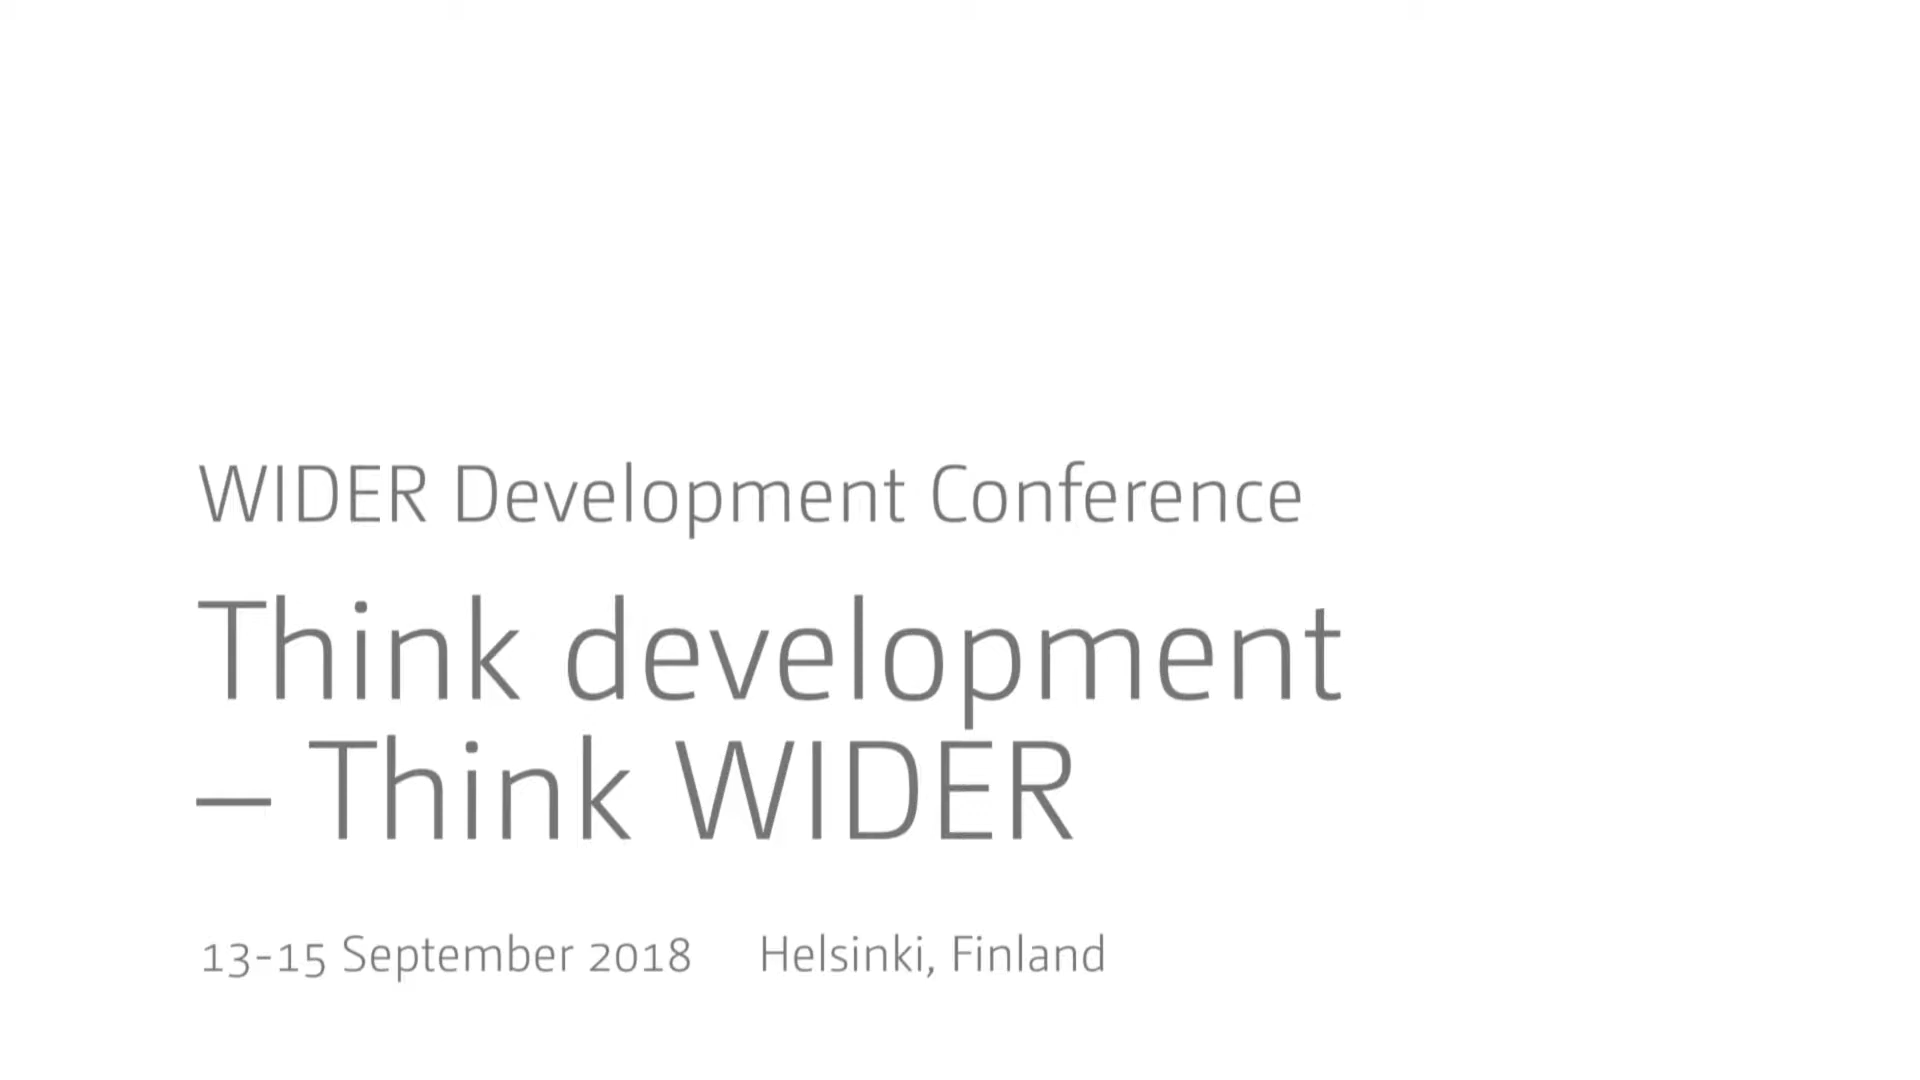 WIDER Development Conference
Think development
– Think WIDER
13-15 September 2018 Helsinki, Finland